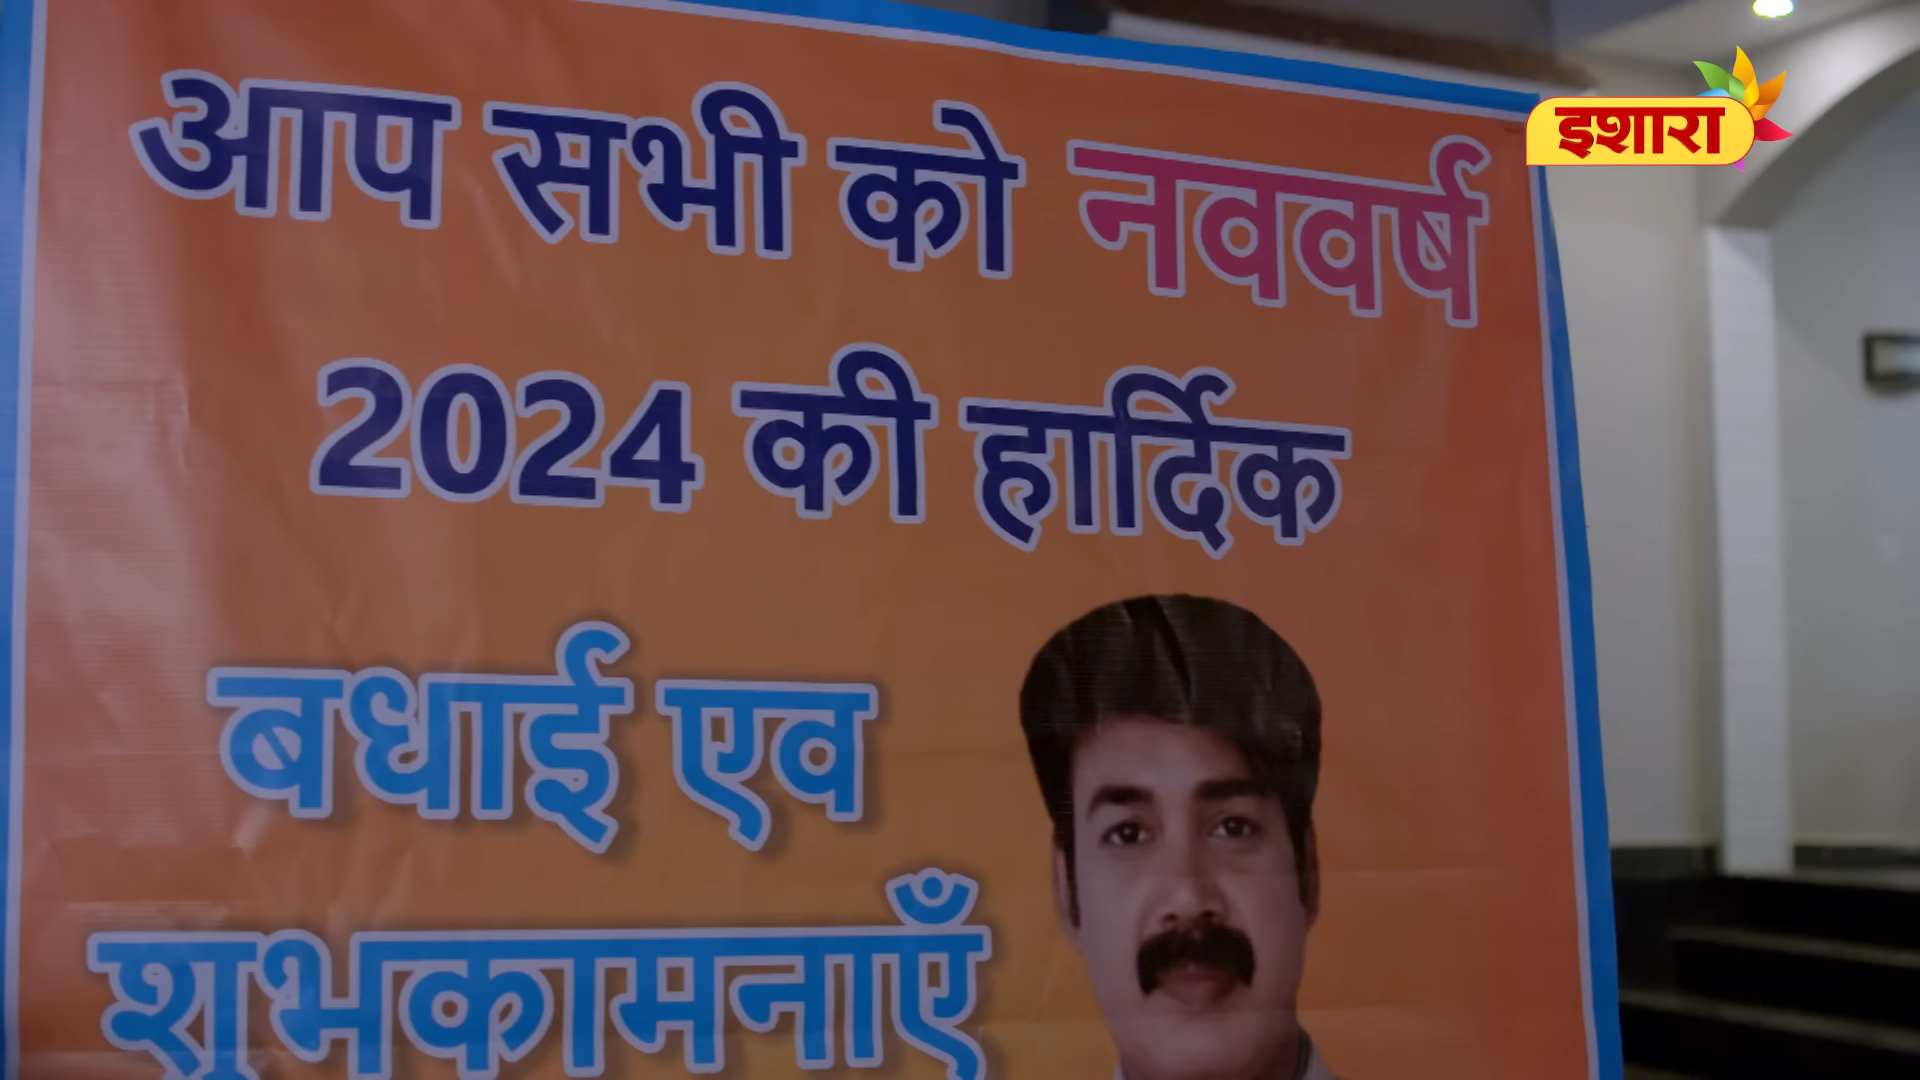 इशारा
आप सभी को नववर्ष
2024 की हार्दिक
बधाई एव
शुभकामनाएँ